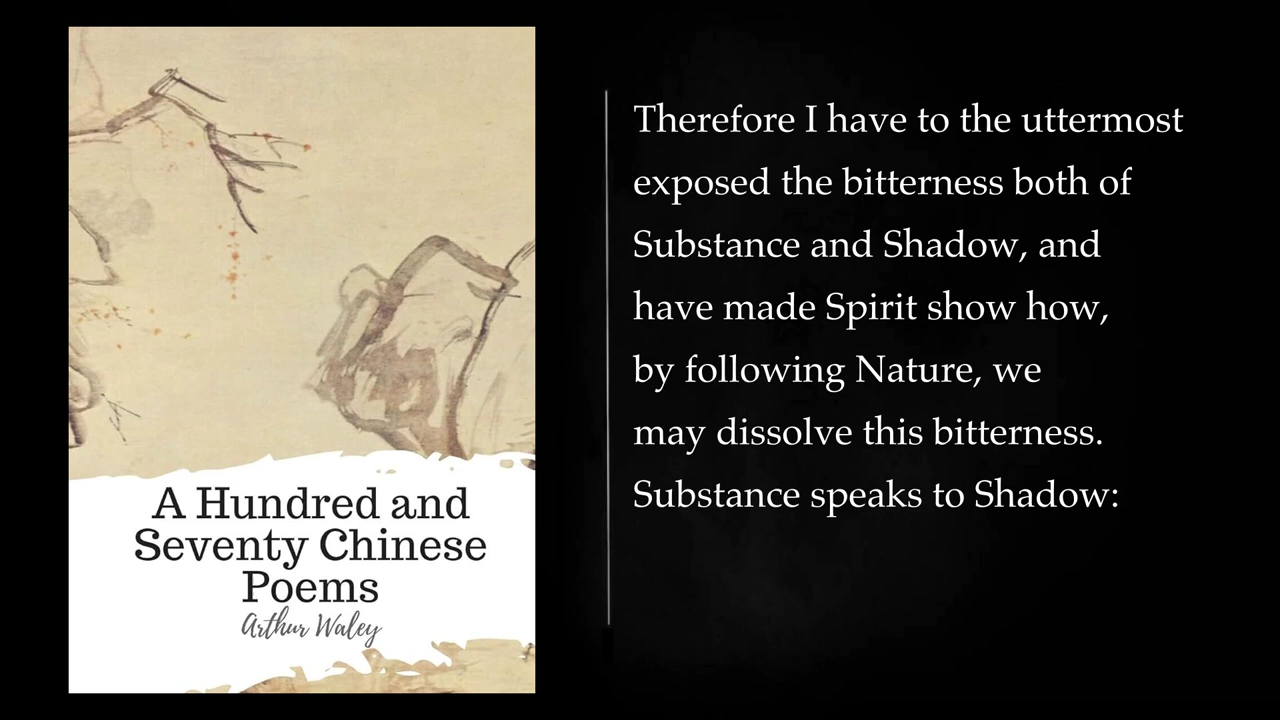 A Hundred and
Seventy Chinese
Poems
Arthur Waley
Therefore I have to the uttermost
exposed the bitterness both of
Substance and Shadow, and
have made Spirit show how,
by following Nature, we
may dissolve this bitterness.
Substance speaks to Shadow: